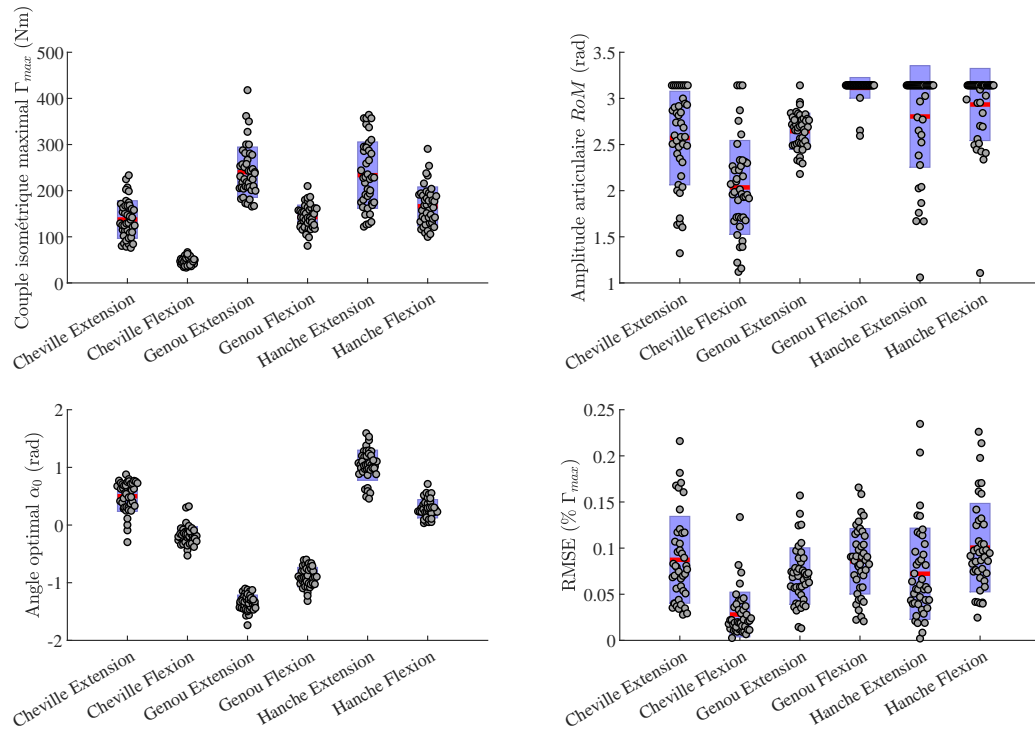 Couple isométrique maximal Γmax (Nm)
500
400
300
200
100
0
Cheville Extension
Cheville Flexion
Genou Extension
Genou Flexion
Hanche Extension
Hanche Flexion
Amplitude articulaire RoM (rad)
3.5
3
2.5
2
1.5
1
Cheville Extension
Cheville Flexion
Genou Extension
Genou Flexion
Hanche Extension
Hanche Flexion
Angle optimal α0 (rad)
2
1
0
-1
-2
Cheville Extension
Cheville Flexion
Genou Extension
Genou Flexion
Hanche Extension
Hanche Flexion
RMSE (% Γmax)
0.25
0.2
0.15
0.1
0.05
0
Cheville Extension
Cheville Flexion
Genou Extension
Genou Flexion
Hanche Extension
Hanche Flexion